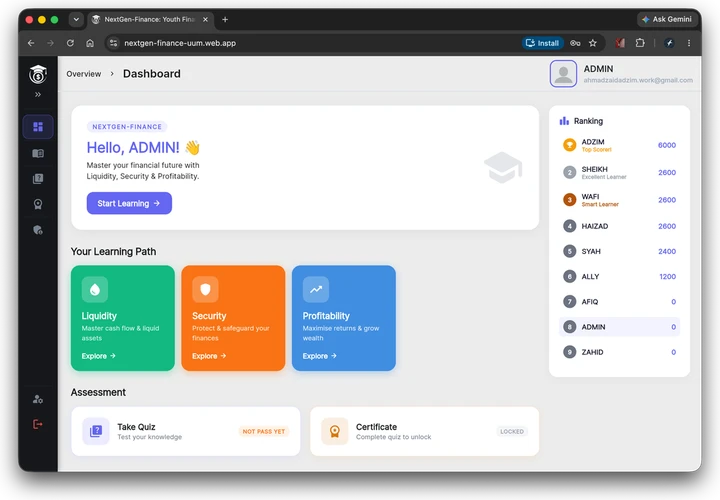 NextGen-Finance: Youth Fina
Ask Gemini
nextgen-finance-uum.web.app
Install
Overview > Dashboard
ADMIN
ahmadzaidadzim.work@gmail.com
NEXTGEN-FINANCE
Hello, ADMIN! 👋
Master your financial future with
Liquidity, Security & Profitability.
Start Learning →
Your Learning Path
Liquidity
Master cash flow & liquid
assets
Explore →
Security
Protect & safeguard your
finances
Explore →
Profitability
Maximise returns & grow
wealth
Explore →
Assessment
Take Quiz
Test your knowledge
NOT PASS YET
Certificate
Complete quiz to unlock
LOCKED
Ranking
ADZIM
Top Scorer!
6000
2 SHEIKH
Excellent Learner
2600
3 WAFI
Smart Learner
2600
4 HAIZAD 2600
5 SYAH 2400
6 ALLY 1200
7 AFIQ 0
8 ADMIN 0
9 ZAHID 0